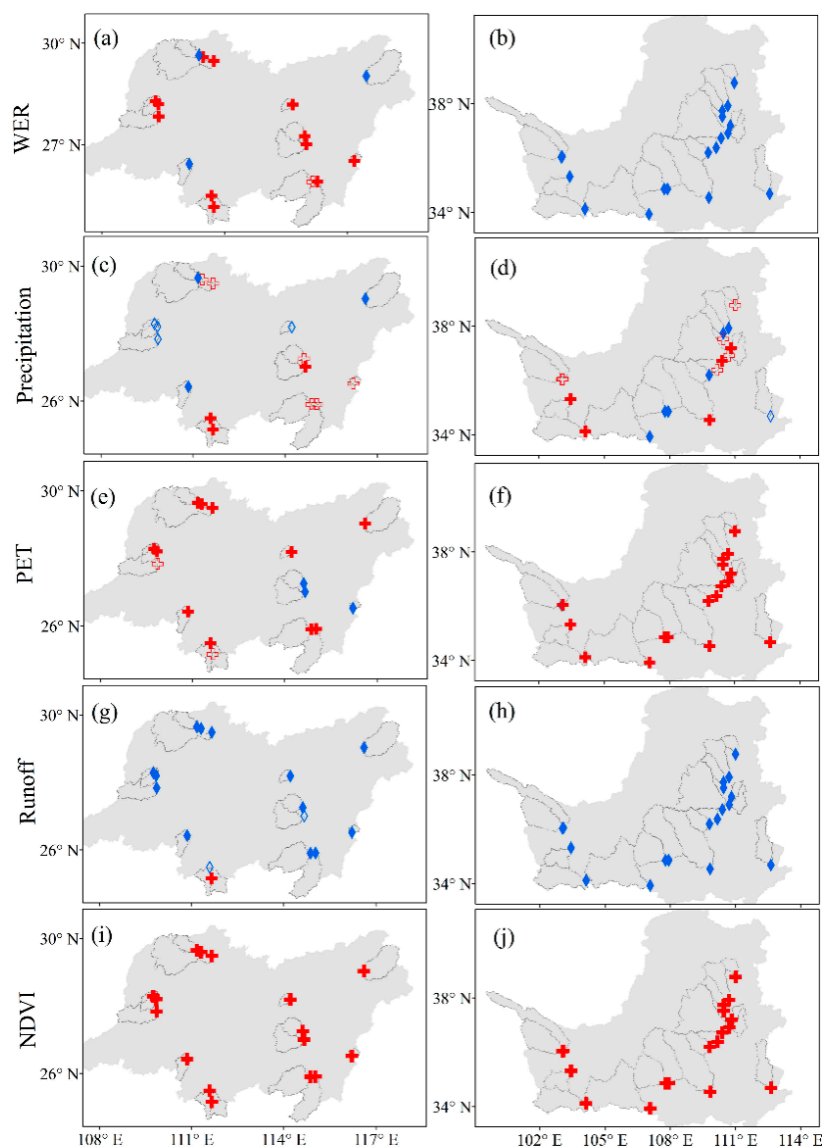 (a)
(b)
30° N
27° N
38° N
34° N
WER
(c)
(d)
30° N
26° N
38° N
34° N
Precipitation
(e)
(f)
30° N
26° N
38° N
34° N
PET
(g)
(h)
30° N
26° N
38° N
34° N
Runoff
(i)
(j)
30° N
26° N
38° N
34° N
NDVI
108° E 111° E 114° E 117° E
102° E 105° E 108° E 111° E 114° E